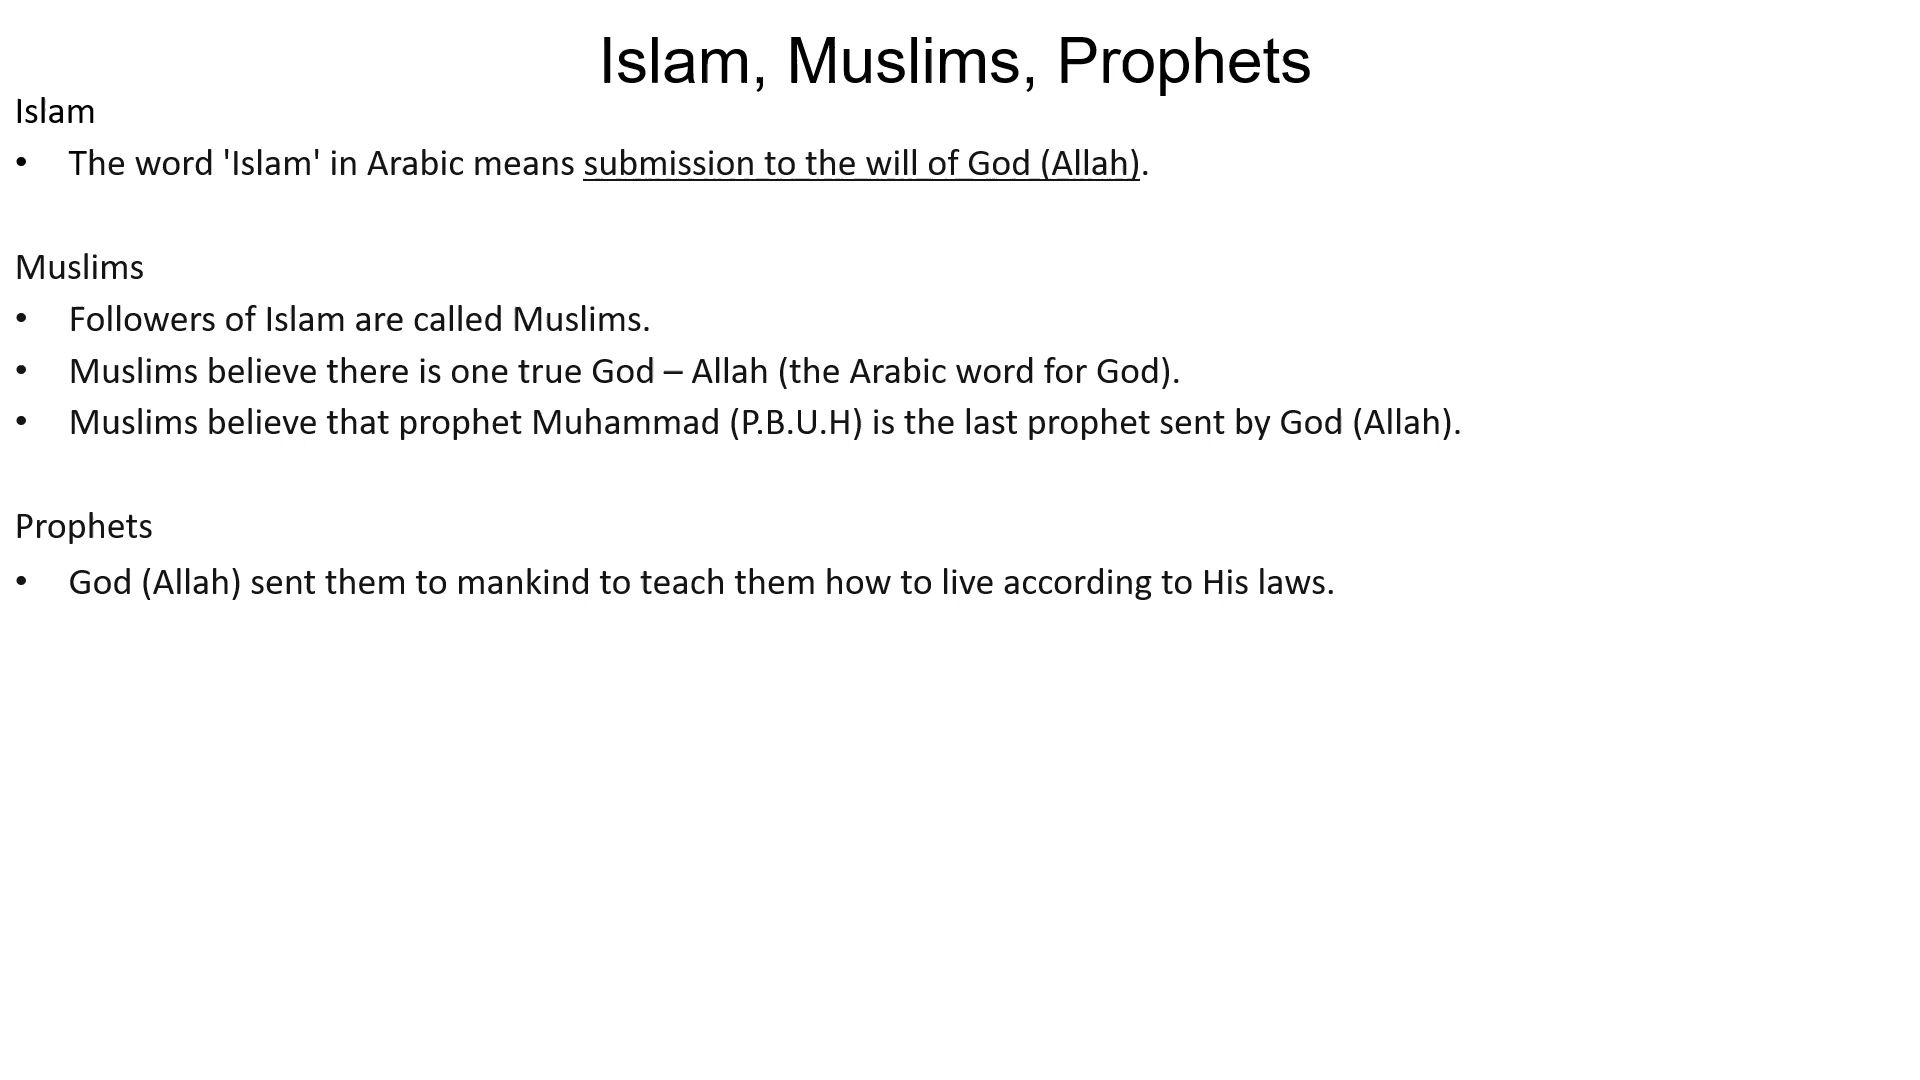 Islam, Muslims, Prophets
Islam
• The word 'Islam' in Arabic means submission to the will of God (Allah).
Muslims
• Followers of Islam are called Muslims.
• Muslims believe there is one true God – Allah (the Arabic word for God).
• Muslims believe that prophet Muhammad (P.B.U.H) is the last prophet sent by God (Allah).
Prophets
• God (Allah) sent them to mankind to teach them how to live according to His laws.